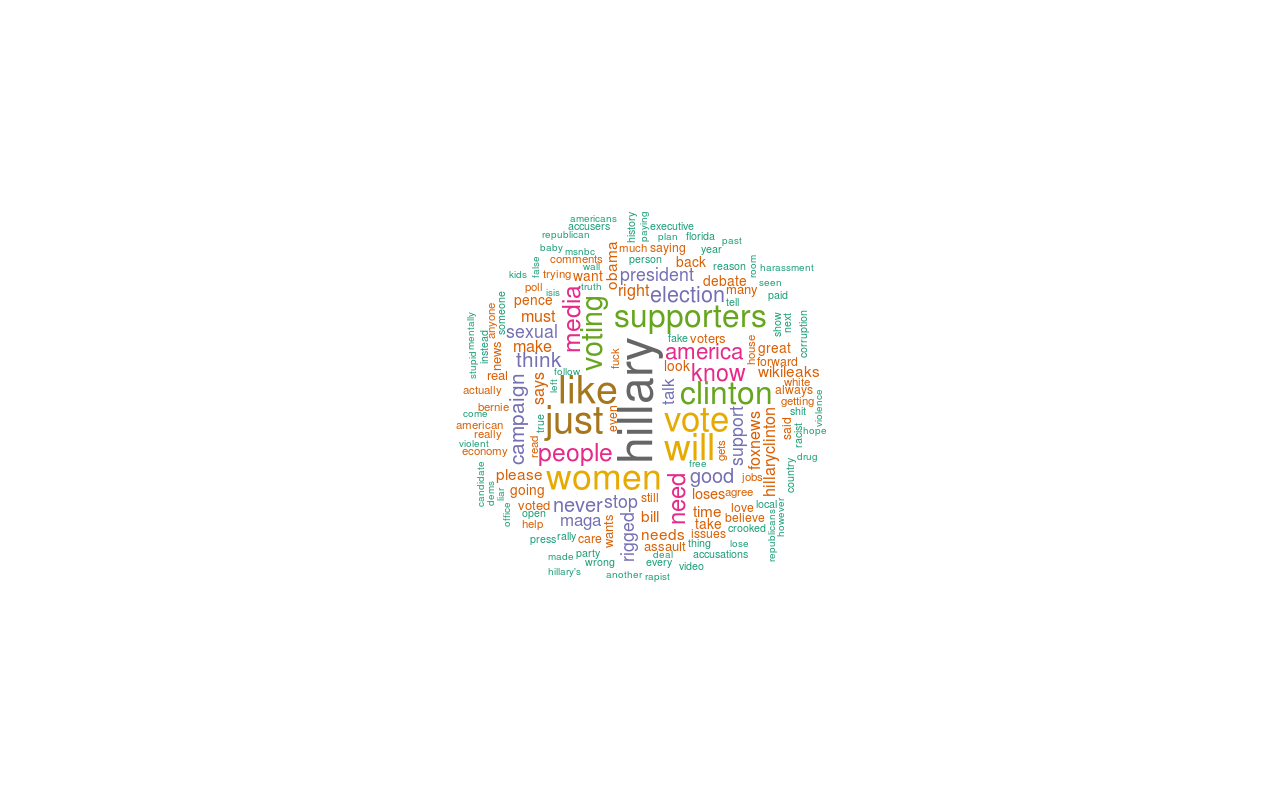 americans
accusers
history
paying
executive
republican
plan
florida
past
baby
msnbc
obama
much
saying
year
false
comments
wall
person
back
reason
room
harassment
kids
trying
want
president
debate
seen
poll
isis
truth
right
election
many
tell
paid
pence
media
voting
supporters
must
someone
anyone
mentally
sexual
fake
voters
show
next
corruption
instead
stupid
news
make
think
fuck
hillary
america
house
great
look
know
forward
wikileaks
real
follow
left
says
like
talk
clinton
white
always
actually
campaign
getting
bernie
come
true
just
even
vote
support
foxnews
hillaryclinton
said
shit
racist
violence
hope
american
really
violent
economy
read
people
will
gets
free
drug
country
candidate
dems
liar
please
women
need
good
jobs
going
loses
agree
office
voted
never
stop
still
love
local
however
open
maga
rigged
wants
bill
time
believe
republicans
help
take
crooked
press
rally
care
needs
issues
assault
thing
lose
made
party
deal
accusations
wrong
every
video
hillary's
another
rapist